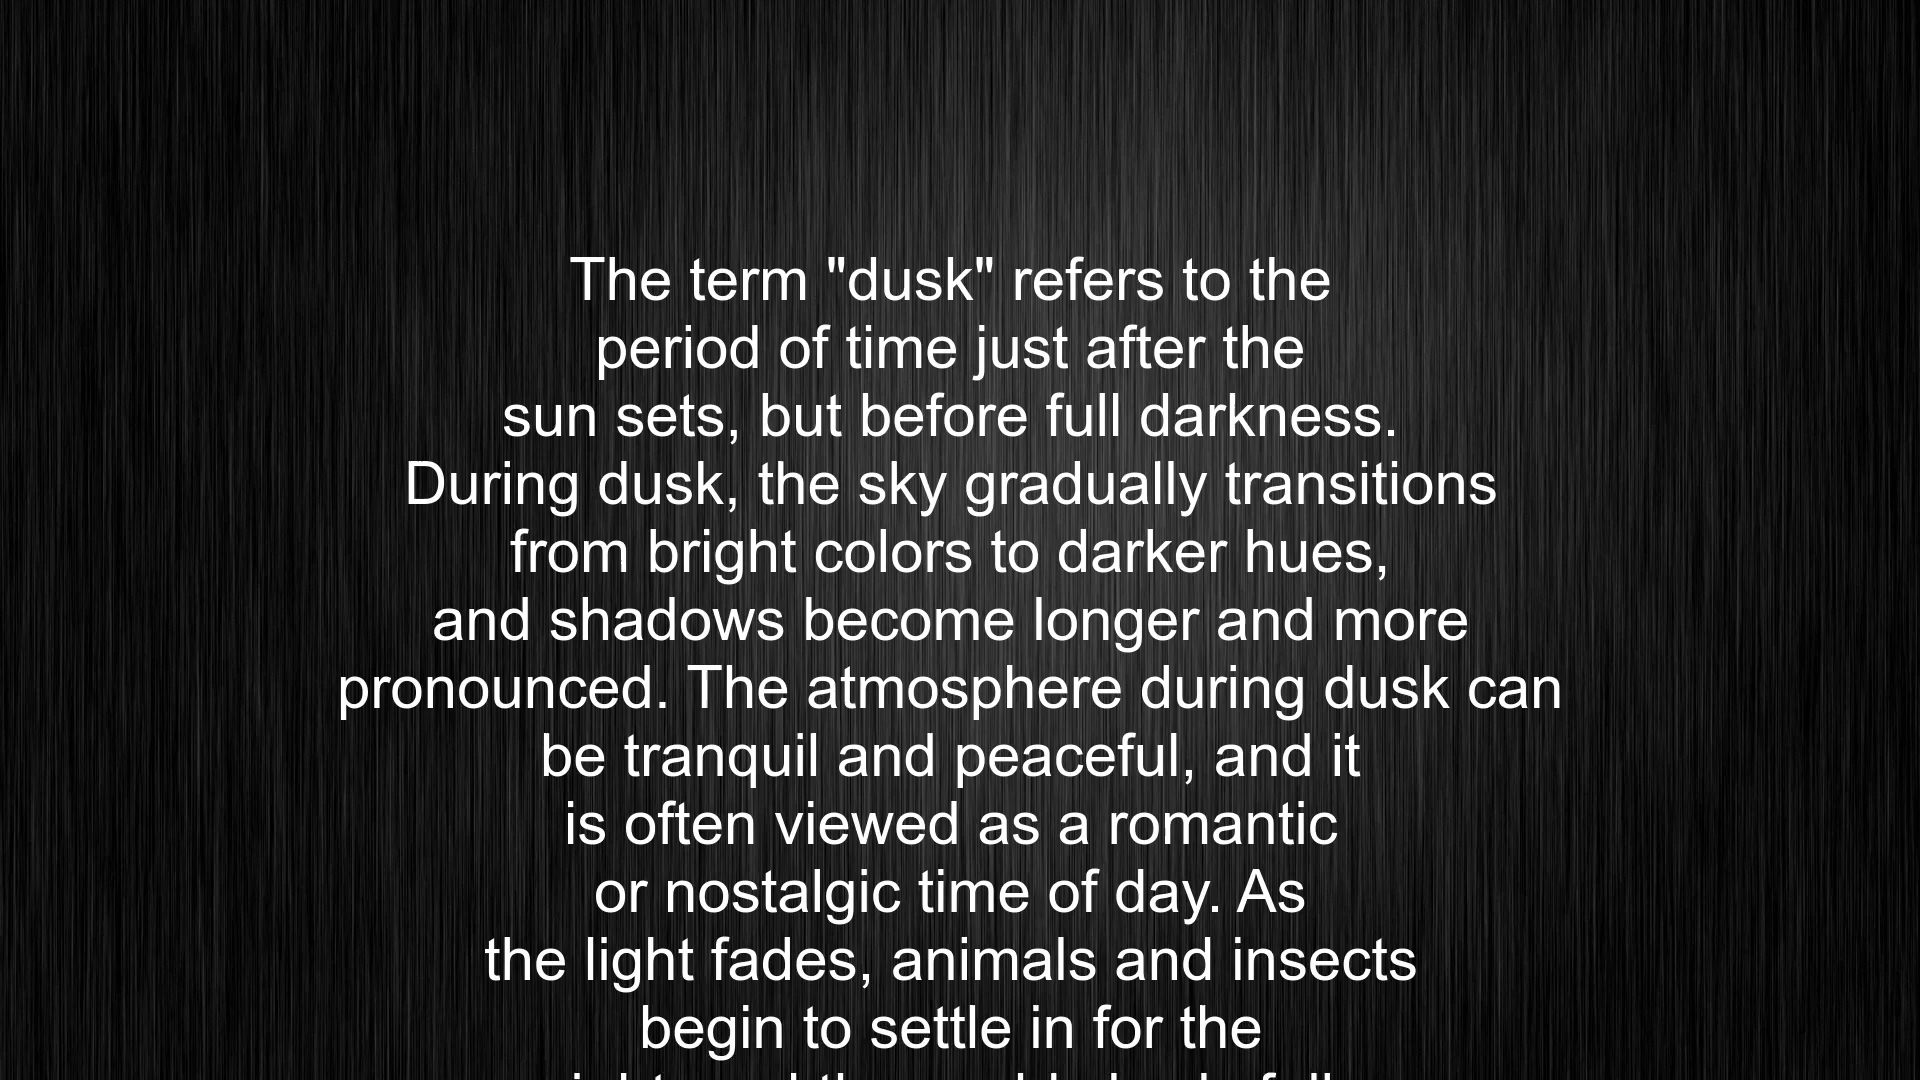 The term "dusk" refers to the
period of time just after the
sun sets, but before full darkness.
During dusk, the sky gradually transitions
from bright colors to darker hues,
and shadows become longer and more
pronounced. The atmosphere during dusk can
be tranquil and peaceful, and it
is often viewed as a romantic
or nostalgic time of day. As
the light fades, animals and insects
begin to settle in for the